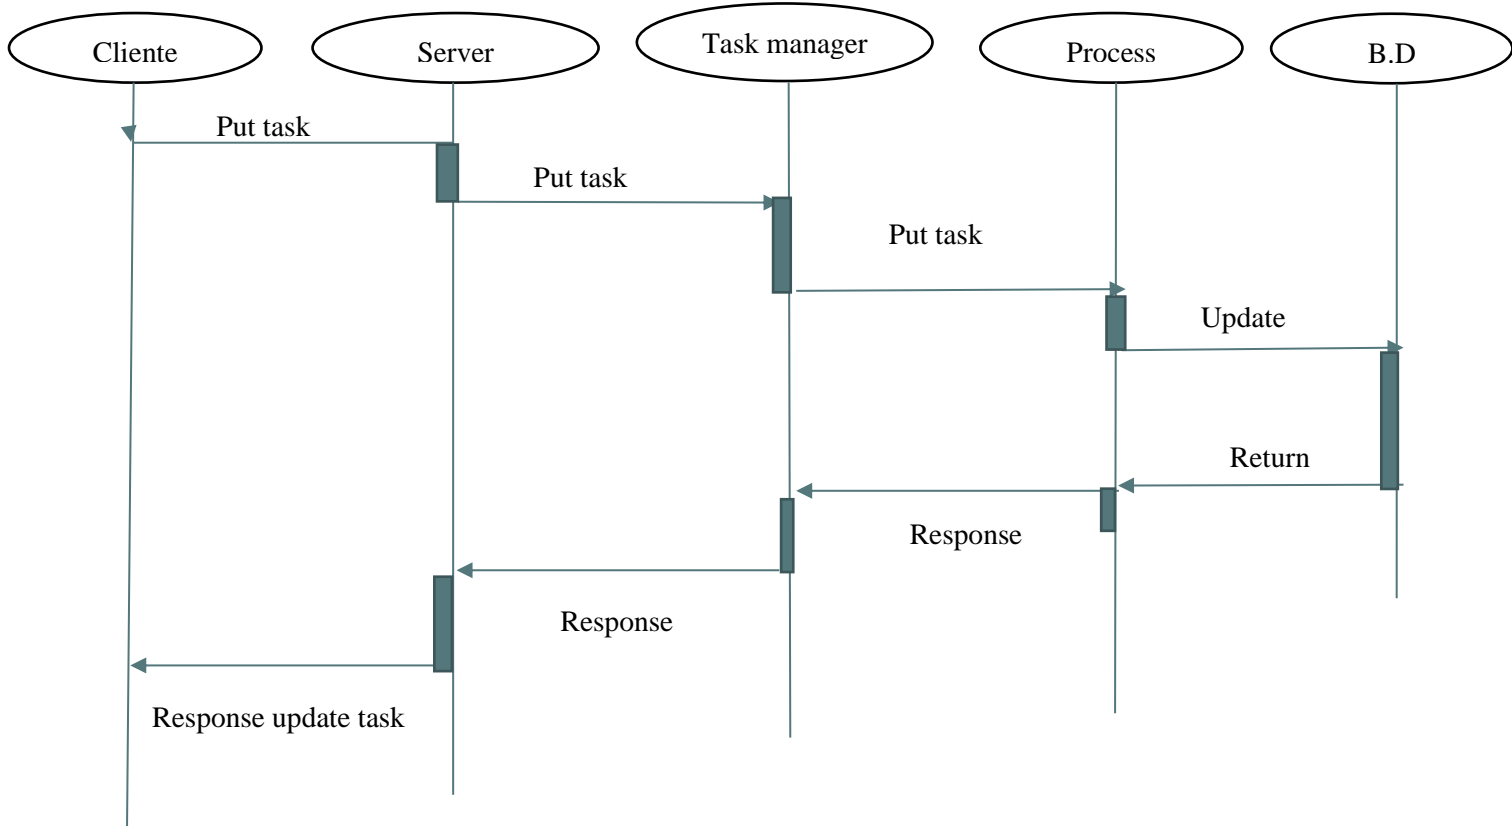 Cliente
Server
Task manager
Process
B.D
Put task
Put task
Put task
Update
Return
Response
Response
Response update task